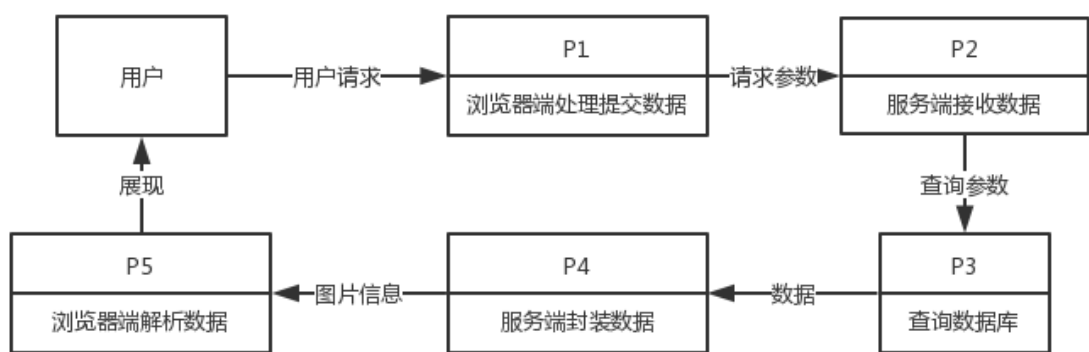 P1
P2
用户
用户请求
请求参数
浏览器端处理提交数据
服务端接收数据
展现
查询参数
P5
P4
P3
图片信息
数据
浏览器端解析数据
服务端封装数据
查询数据库